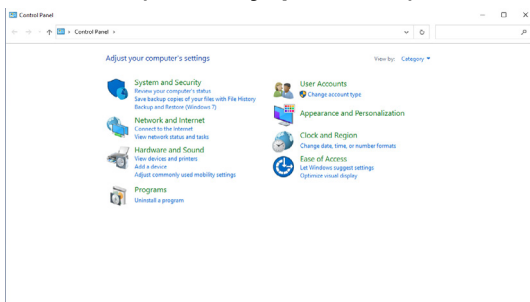 Control Panel
Control Panel
Adjust your computer's settings
View by: Category
System and Security
Review your computer's status
Save backup copies of your files with File History
Backup and Restore (Windows 7)
Network and Internet
Connect to the Internet
View network status and tasks
Hardware and Sound
View devices and printers
Add a device
Adjust commonly used mobility settings
Programs
Uninstall a program
User Accounts
Change account type
Appearance and Personalization
Clock and Region
Change date, time, or number formats
Ease of Access
Let Windows suggest settings
Optimize visual display